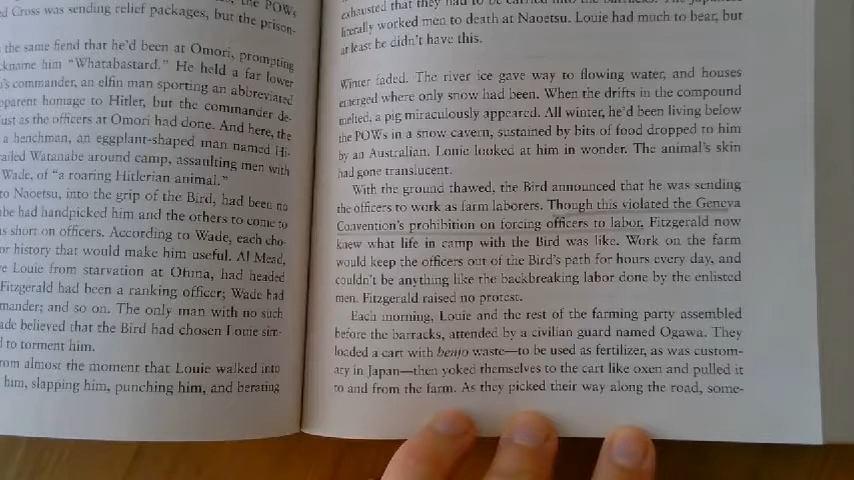 the POWs
d Cross was sending relief packages, but the prison-
the same fiend that he'd been at Omori, prompting
ckname him "Whatabastard." He held a far lower
's commander, an elfin man sporting an abbreviated
pparent homage to Hitler, but the commander de-
ust as the officers at Omori had done. And here, the
a henchman, an eggplant-shaped man named Hi-
ailed Watanabe around camp, assaulting men with
Wade, of "a roaring Hitlerian animal."
to Naoetsu, into the grip of the Bird, had been no
be had handpicked him and the others to come to
s short on officers. According to Wade, each cho-
or history that would make him useful. Al Mead,
e Louie from starvation at Ofuna, had headed
Fitzgerald had been a ranking officer; Wade had
mander; and so on. The only man with no such
ade believed that the Bird had chosen Louie sim-
d to torment him.
rom almost the moment that Louie walked into
him, slapping him, punching him, and berating
exhausted that they had to be carried into the barracks. The Japanese
literally worked men to death at Naoetsu. Louie had much to bear, but
at least he didn't have this.
Winter faded. The river ice gave way to flowing water, and houses
emerged where only snow had been. When the drifts in the compound
melted, a pig miraculously appeared. All winter, he'd been living below
the POWs in a snow cavern, sustained by bits of food dropped to him
by an Australian. Louie looked at him in wonder. The animal's skin
had gone translucent.
With the ground thawed, the Bird announced that he was sending
the officers to work as farm laborers. Though this violated the Geneva
Convention's prohibition on forcing officers to labor, Fitzgerald now
knew what life in camp with the Bird was like. Work on the farm
would keep the officers out of the Bird's path for hours every day, and
couldn't be anything like the backbreaking labor done by the enlisted
men. Fitzgerald raised no protest.
Each morning, Louie and the rest of the farming party assembled
before the barracks, attended by a civilian guard named Ogawa. They
loaded a cart with benjo waste—to be used as fertilizer, as was custom-
ary in Japan—then yoked themselves to the cart like oxen and pulled it
to and from the farm. As they picked their way along the road, some-